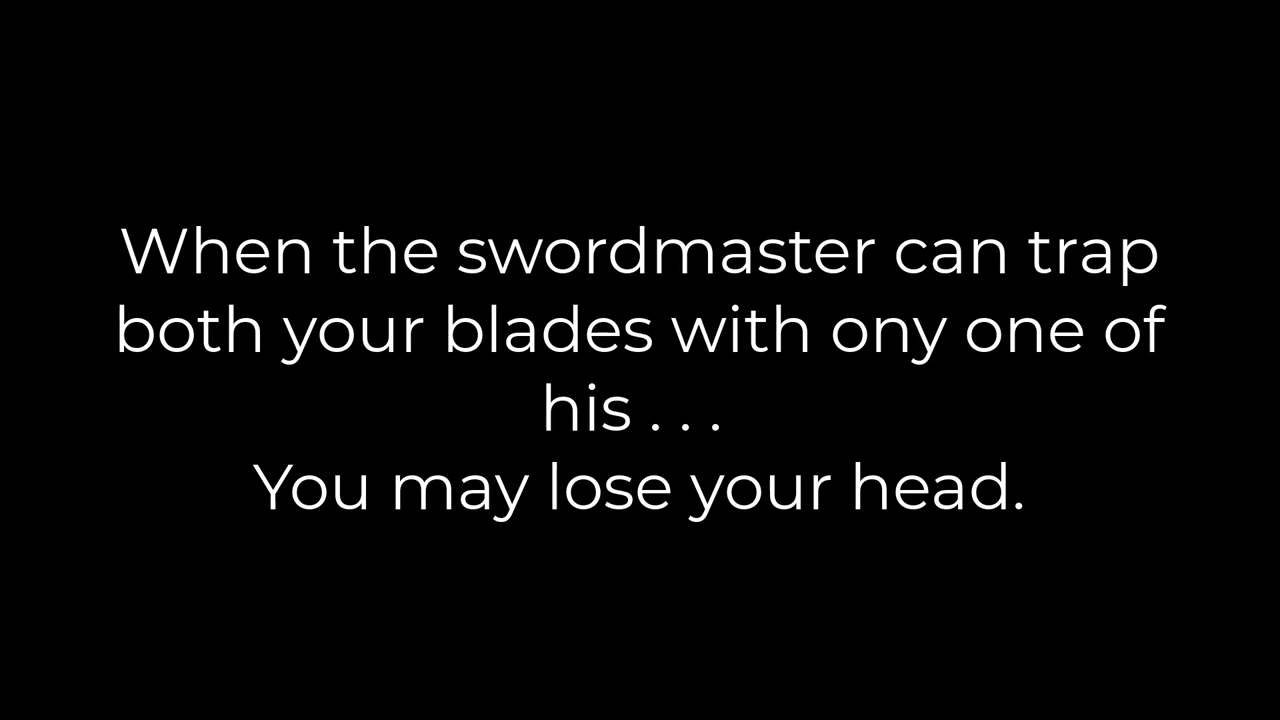 When the swordmaster can trap
both your blades with ony one of
his . . .
You may lose your head.